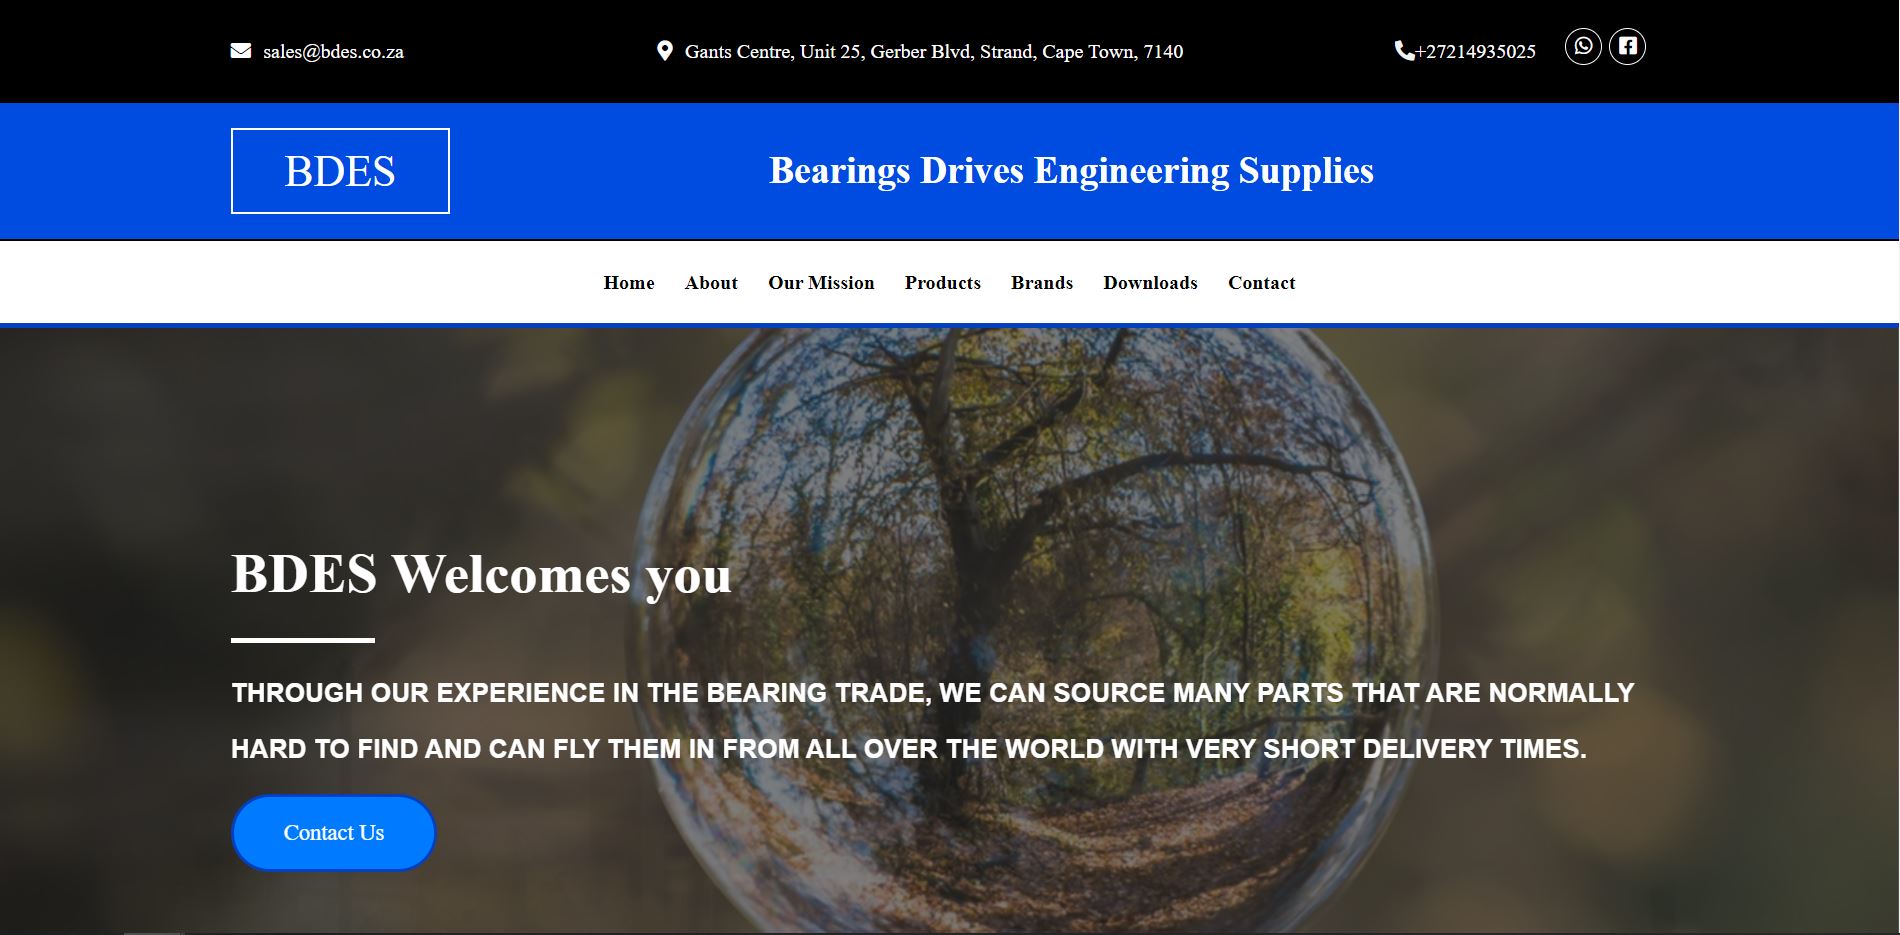 sales@bdes.co.za
Gants Centre, Unit 25, Gerber Blvd, Strand, Cape Town, 7140
+27214935025
BDES
Bearings Drives Engineering Supplies
Home About Our Mission Products Brands Downloads Contact
BDES Welcomes you
THROUGH OUR EXPERIENCE IN THE BEARING TRADE, WE CAN SOURCE MANY PARTS THAT ARE NORMALLY
HARD TO FIND AND CAN FLY THEM IN FROM ALL OVER THE WORLD WITH VERY SHORT DELIVERY TIMES.
Contact Us